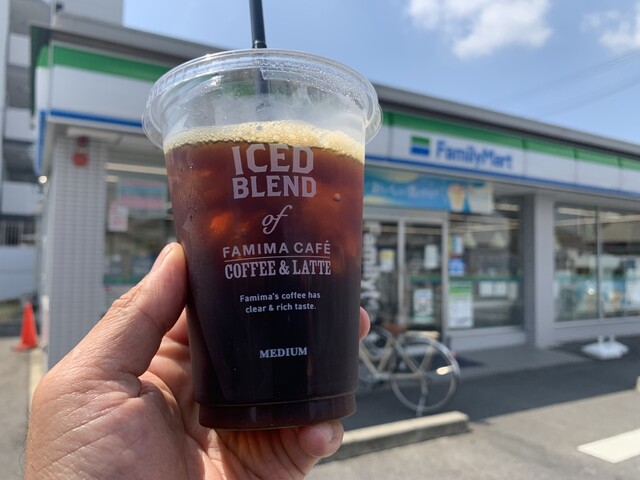 ICED
BLEND
of
FAMIMA CAFÉ
COFFEE & LATTE
Famima's coffee has
clear & rich taste.
MEDIUM
FamilyMart